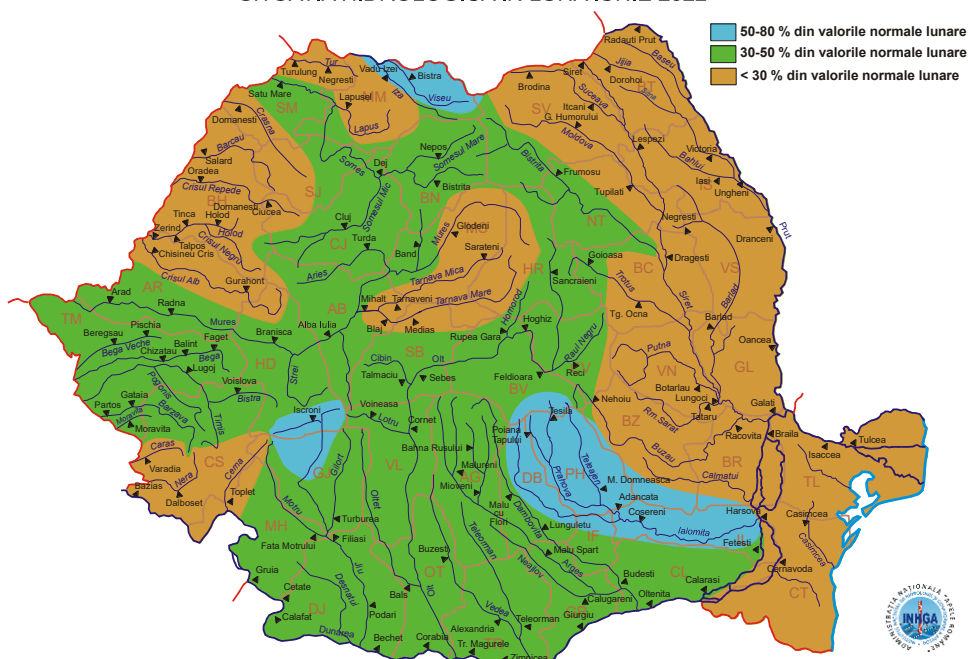 50-80 % din valorile normale lunare
30-50 % din valorile normale lunare
< 30 % din valorile normale lunare
Radauti Prut
Tur
Vadu Izei
Turulung
Negresti
Bistra
Siret
Jijia
Baseu
Dorohoi
Satu Mare
SM
Lapusel
MM
Iza
Viseu
Brodina
Suceava
BT
Domanesti
Crasna
Lapus
SV
Itcani
G. Humorului
Moldova
Lespezi
Barcau
Salard
Somes
Nepos
Somesul Mare
Bistrita
Victoria
Bahlui
Oradea
Dej
Frumosu
Iasi
Ungheni
Crisul Repede
BH
SJ
Somesul Mic
BN
Bistrita
Tupilati
Domanesti
Ciucea
Tinca
Holod
Holod
Cluj
Mures
Glodeni
NT
Negresti
Prut
Zerind
Talpos
Crisul Negru
CJ
Turda
Band
Sarateni
Dranceni
Chisineu Cris
Goioasa
Dragesti
Crisul Alb
Gurahont
Aries
Tarnava Mica
HR
Sancraieni
BC
VS
AR
Arad
Radna
AB
Mihalt
Tarnaveni
Tarnava Mare
Homorod
Trotus
Siret
Barlad
TM
Pischia
Mures
Branisca
Alba Iulia
Blaj
Medias
Hoghiz
Tg. Ocna
Barlad
Beregsau
Bega Veche
Balint
Faget
Rupea Gara
Raul Negru
Putna
Oancea
Chizatau
Bega
Lugoj
HD
Strei
Cibin
SB
Olt
Feldioara
Reci
VN
GL
Pogonis
Voislova
Bistra
Talmaciu
Sebes
BV
Botarlau
Gataia
Partos
Barzava
Timis
Voineasa
Nehoiu
Lungoci
Galati
Moravita
Moravita
Iscroni
Lotru
Cornet
Tesila
BZ
Rm Sarat
Tataru
Caras
Poiana
Tapului
Racovita
Braila
Tulcea
CS
Cerna
Gilort
VL
Bahna Rusului
Buzau
Isaccea
Varadia
Nera
Malureni
AG
DB
PH
Teleajen
Prahova
M. Domneasca
Calmatui
BR
TL
Bazias
Dalboset
Toplet
Motru
Oltet
Mioveni
Malu
cu
Flori
Dambovita
Adancata
Cosereni
Harsova
Casimcea
MH
Turburea
Lunguletu
IF
Ialomita
IL
Casimcea
Fata Motrului
Filiasi
Teleorman
Buzesti
Malu Spart
Fetesti
Gruia
Jiu
OT
Neajlov
Arges
Budesti
CL
Cernavoda
Cetate
Desnatui
Olt
Bals
Calugareni
Oltenita
Calarasi
CT
Calafat
DJ
Podari
Vedea
Teleorman
Giurgiu
Dunarea
Bechet
Corabia
Alexandria
Tr. Magurele
Zimnicea
INHGA